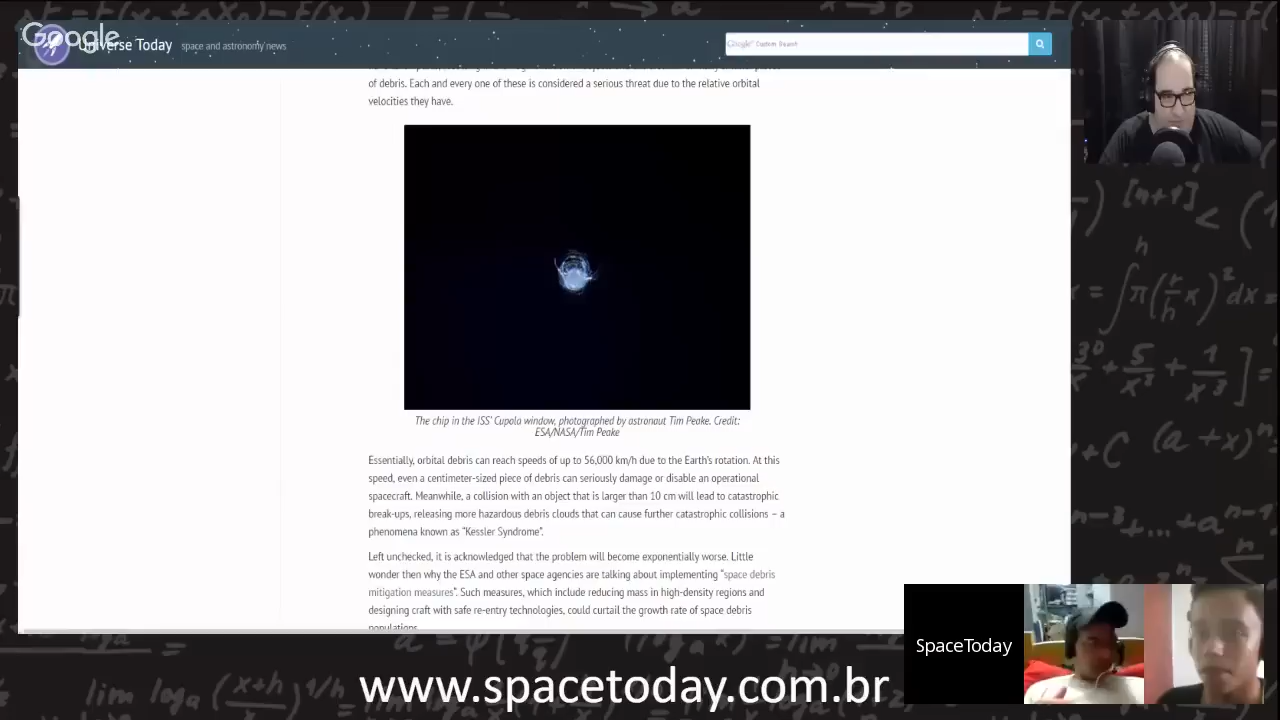 Google
Universe Today space and astronomy news
Google Custom Search
of debris. Each and every one of these is considered a serious threat due to the relative orbital
velocities they have.
The chip in the ISS' Cupola window, photographed by astronaut Tim Peake. Credit:
ESA/NASA/Tim Peake
Essentially, orbital debris can reach speeds of up to 56,000 km/h due to the Earth's rotation. At this
speed, even a centimeter-sized piece of debris can seriously damage or disable an operational
spacecraft. Meanwhile, a collision with an object that is larger than 10 cm will lead to catastrophic
break-ups, releasing more hazardous debris clouds that can cause further catastrophic collisions – a
phenomena known as "Kessler Syndrome".
Left unchecked, it is acknowledged that the problem will become exponentially worse. Little
wonder then why the ESA and other space agencies are talking about implementing "space debris
mitigation measures". Such measures, which include reducing mass in high-density regions and
designing craft with safe re-entry technologies, could curtail the growth rate of space debris
populations.
SpaceToday
www.spacetoday.com.br